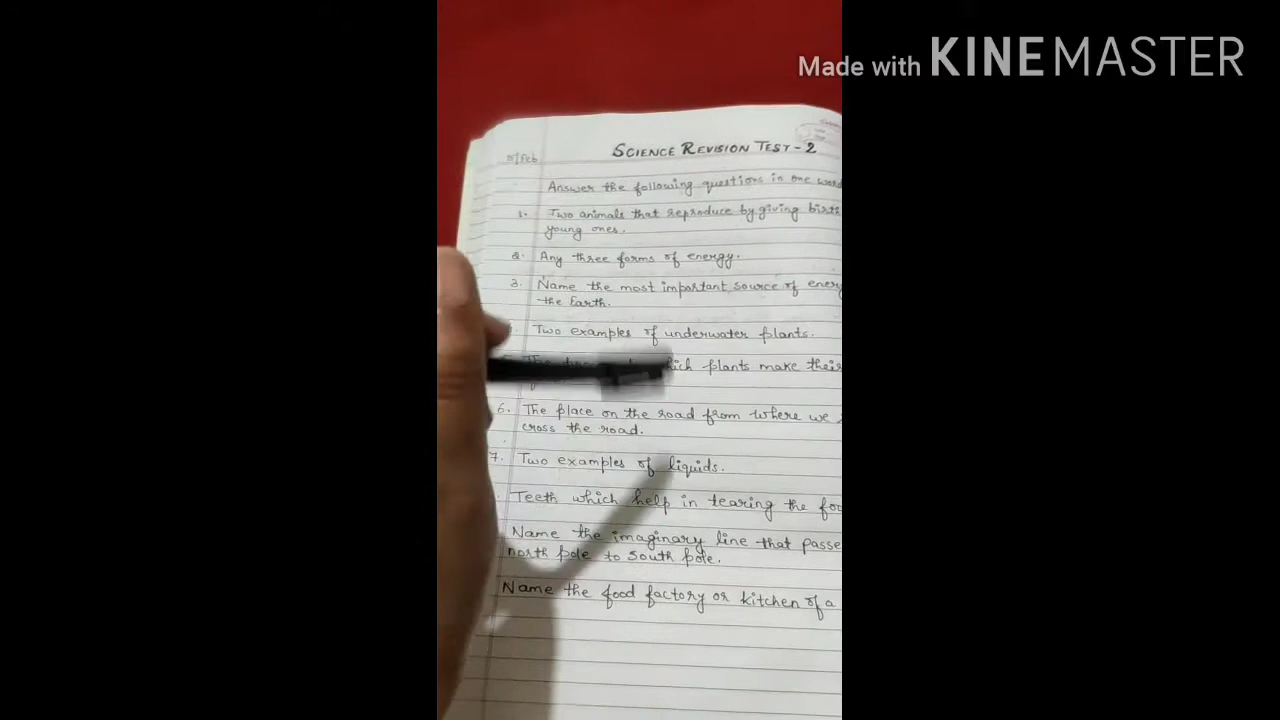 Made with KINEMASTER
5/Feb
SCIENCE REVISION TEST - 2
Answer the following questions in one word
1. Two animals that reproduce by giving birth
young ones.
2. Any three forms of energy.
3. Name the most important source of
the Earth.
Two examples of underwater plants.
plants make their
6. The place on the road from where we
cross the road.
7. Two examples of liquids.
Teeth which help in tearing the
Name the imaginary line that
north pole to south pole.
Name the food factory or kitchen of a